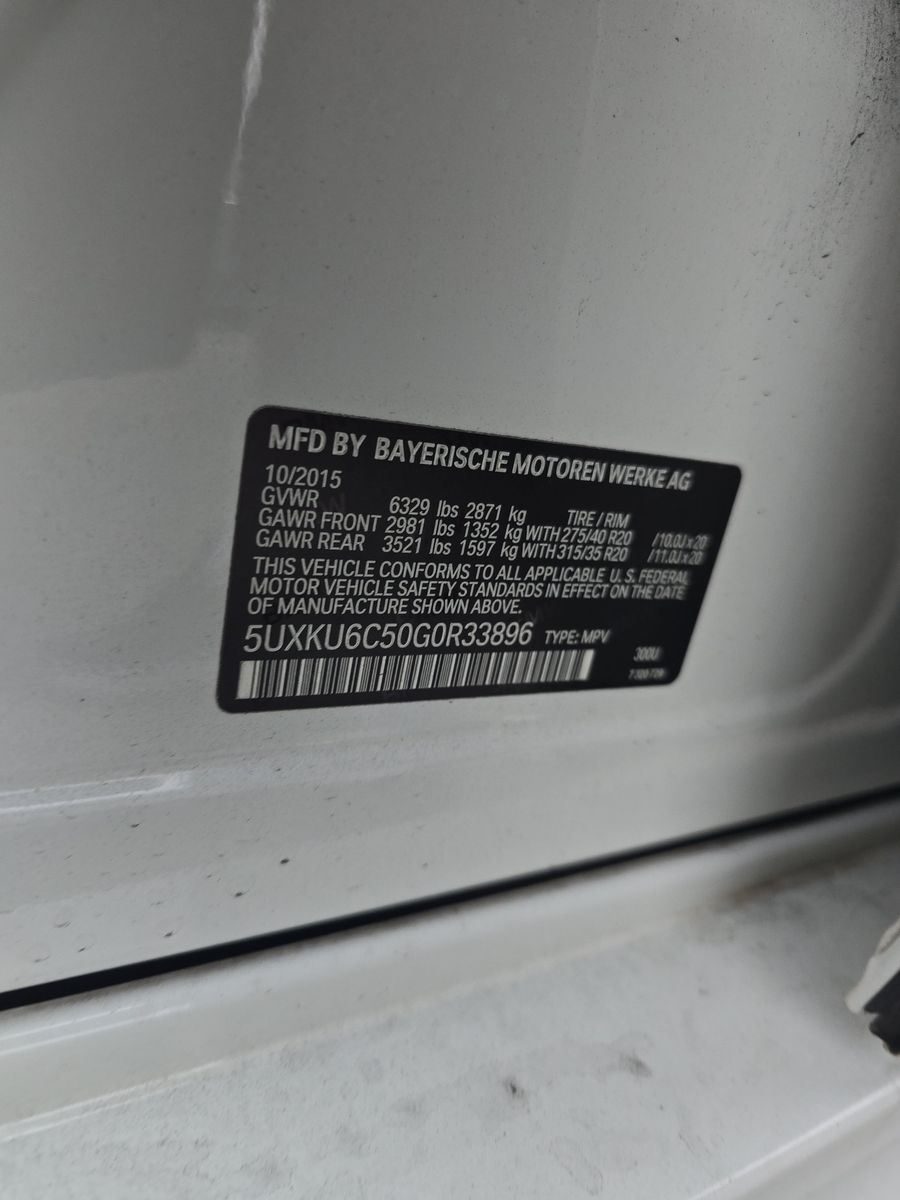 MFD BY BAYERISCHE MOTOREN WERKE AG
10/2015
GVWR 6329 lbs 2871 kg TIRE / RIM
GAWR FRONT 2981 lbs 1352 kg WITH 275/40 R20 /10.0J x 20
GAWR REAR 3521 lbs 1597 kg WITH 315/35 R20 /11.0J x 20
THIS VEHICLE CONFORMS TO ALL APPLICABLE U.S. FEDERAL
MOTOR VEHICLE SAFETY STANDARDS IN EFFECT ON THE DATE
OF MANUFACTURE SHOWN ABOVE.
5UXKU6C50G0R33896 TYPE: MPV
300U